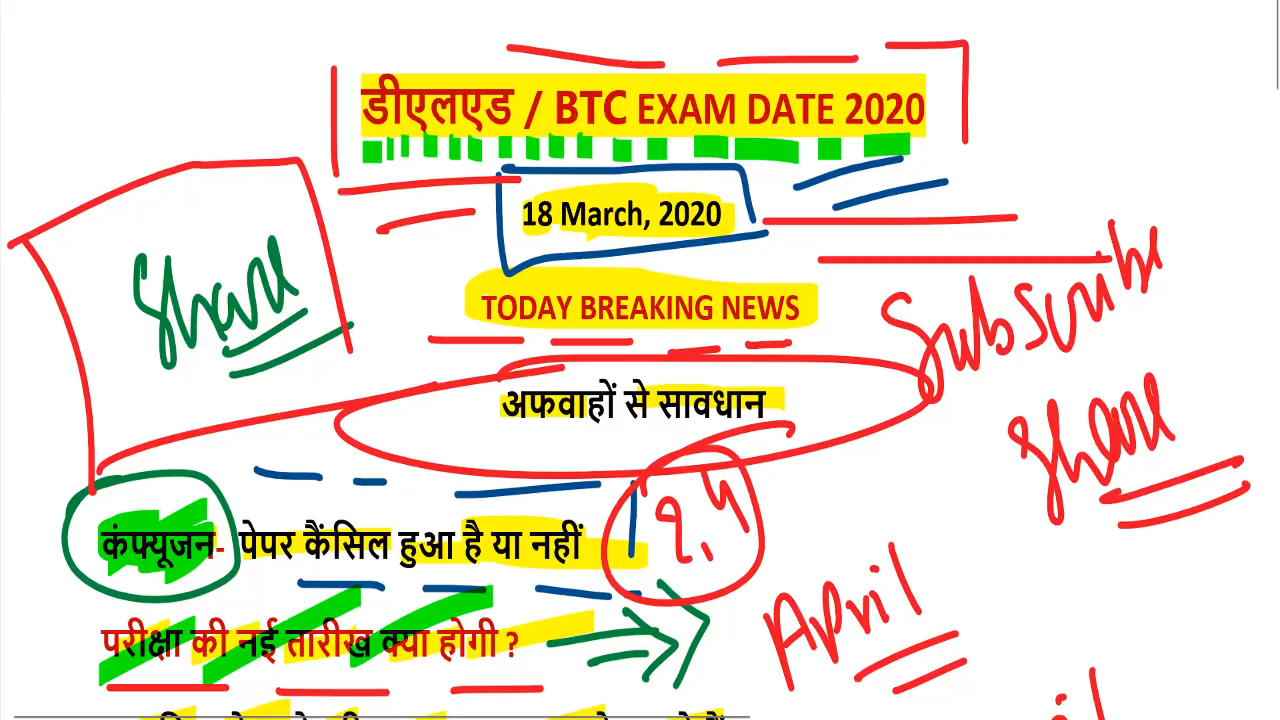 डीएलएड / BTC EXAM DATE 2020
18 March, 2020
TODAY BREAKING NEWS
Share
Subscribe
अफवाहों से सावधान
Share
कंफ्यूजन- पेपर कैंसिल हुआ है या नहीं
2,4
परीक्षा की नई तारीख क्या होगी ?
April